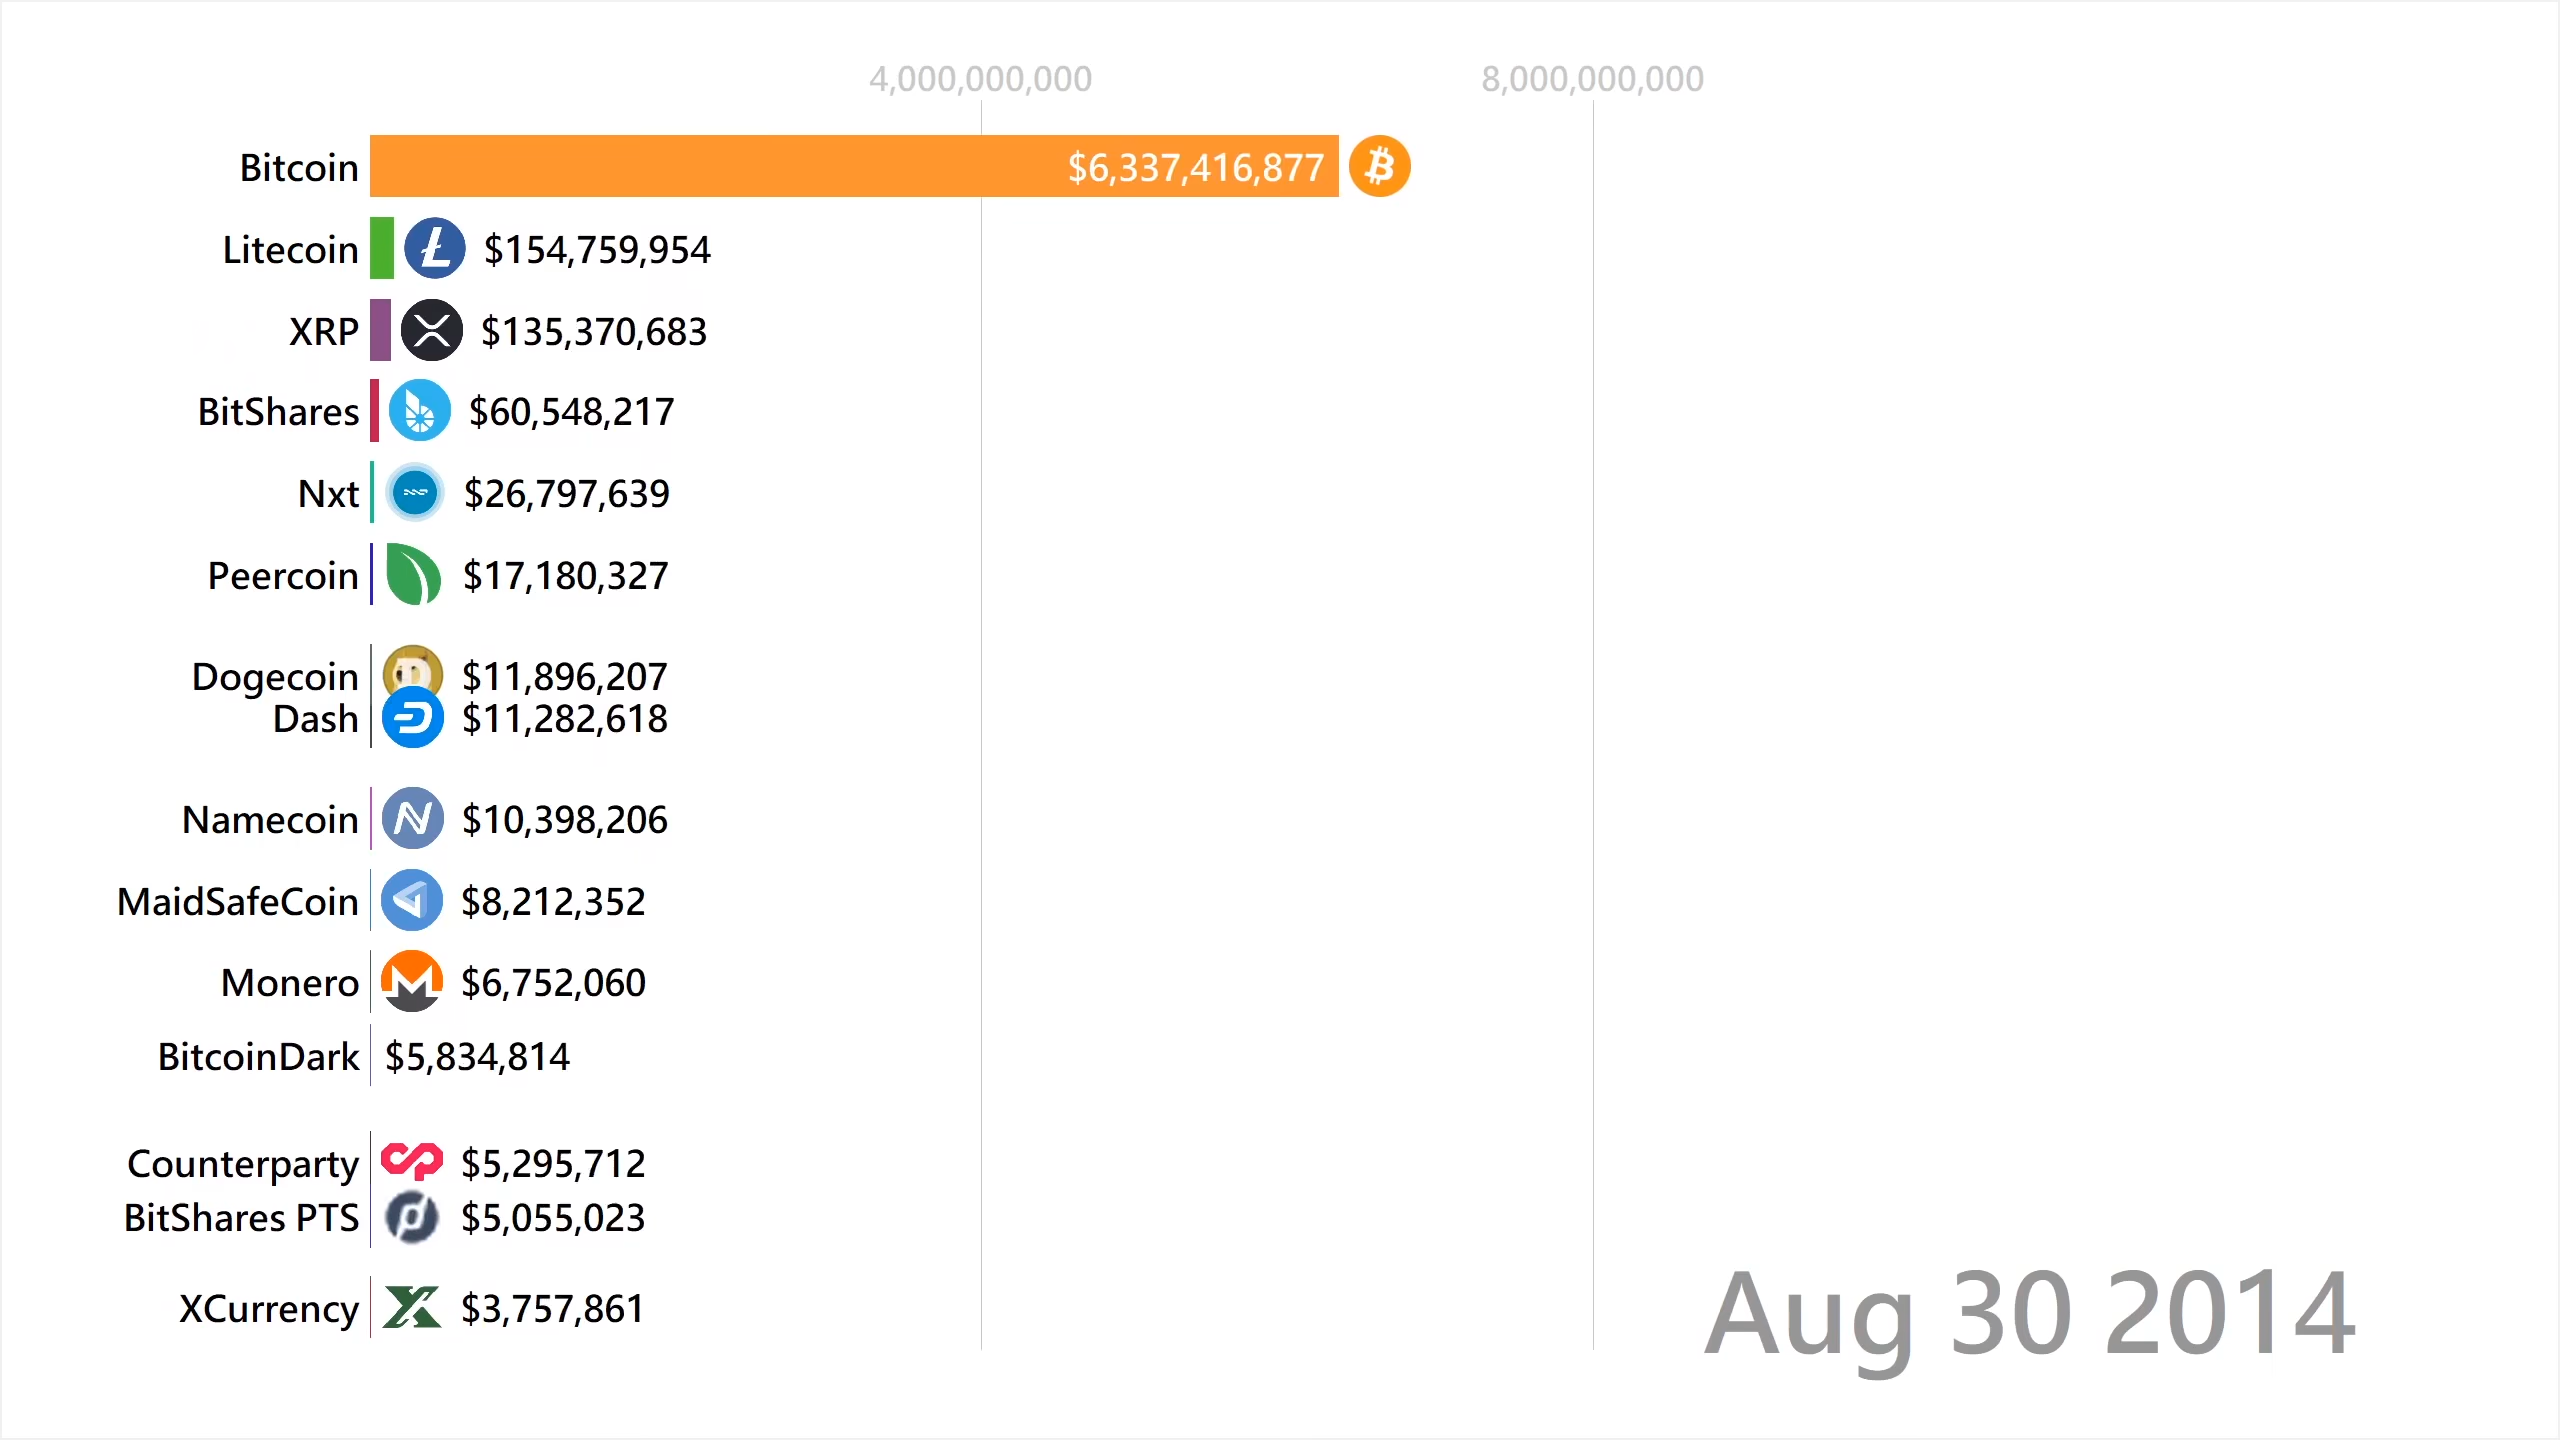 4,000,000,000 8,000,000,000
Bitcoin $6,337,416,877
Litecoin $154,759,954
XRP $135,370,683
BitShares $60,548,217
Nxt $26,797,639
Peercoin $17,180,327
Dogecoin $11,896,207
Dash $11,282,618
Namecoin $10,398,206
MaidSafeCoin $8,212,352
Monero $6,752,060
BitcoinDark $5,834,814
Counterparty $5,295,712
BitShares PTS $5,055,023
XCurrency $3,757,861
Aug 30 2014